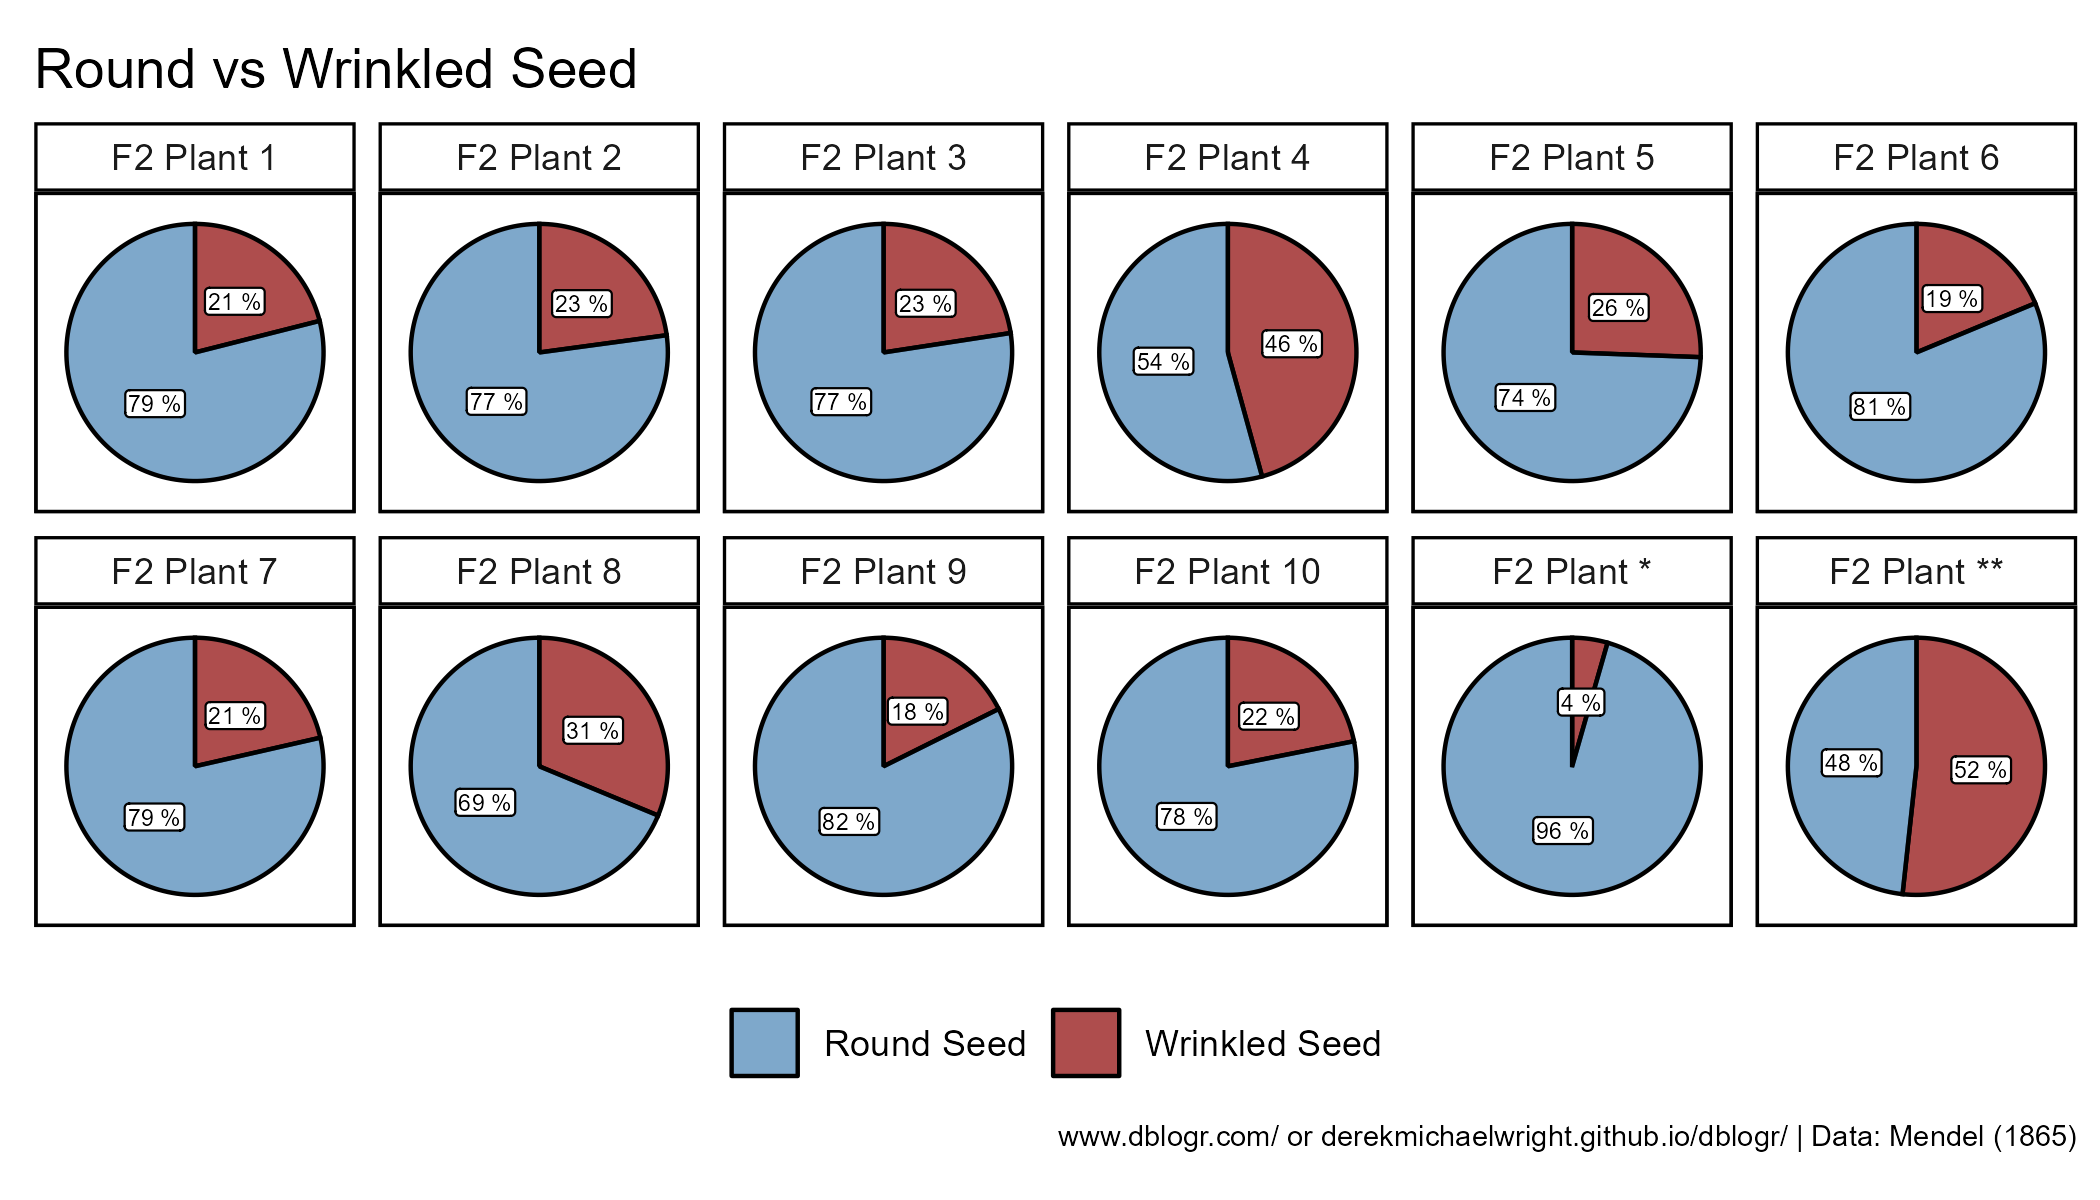 Round vs Wrinkled Seed
F2 Plant 1
F2 Plant 2
F2 Plant 3
F2 Plant 4
F2 Plant 5
F2 Plant 6
21 %
79 %
23 %
77 %
23 %
77 %
46 %
54 %
26 %
74 %
19 %
81 %
F2 Plant 7
F2 Plant 8
F2 Plant 9
F2 Plant 10
F2 Plant *
F2 Plant **
21 %
79 %
31 %
69 %
18 %
82 %
22 %
78 %
4 %
96 %
48 %
52 %
Round Seed
Wrinkled Seed
www.dblogr.com/ or derekmichaelwright.github.io/dblogr/ | Data: Mendel (1865)